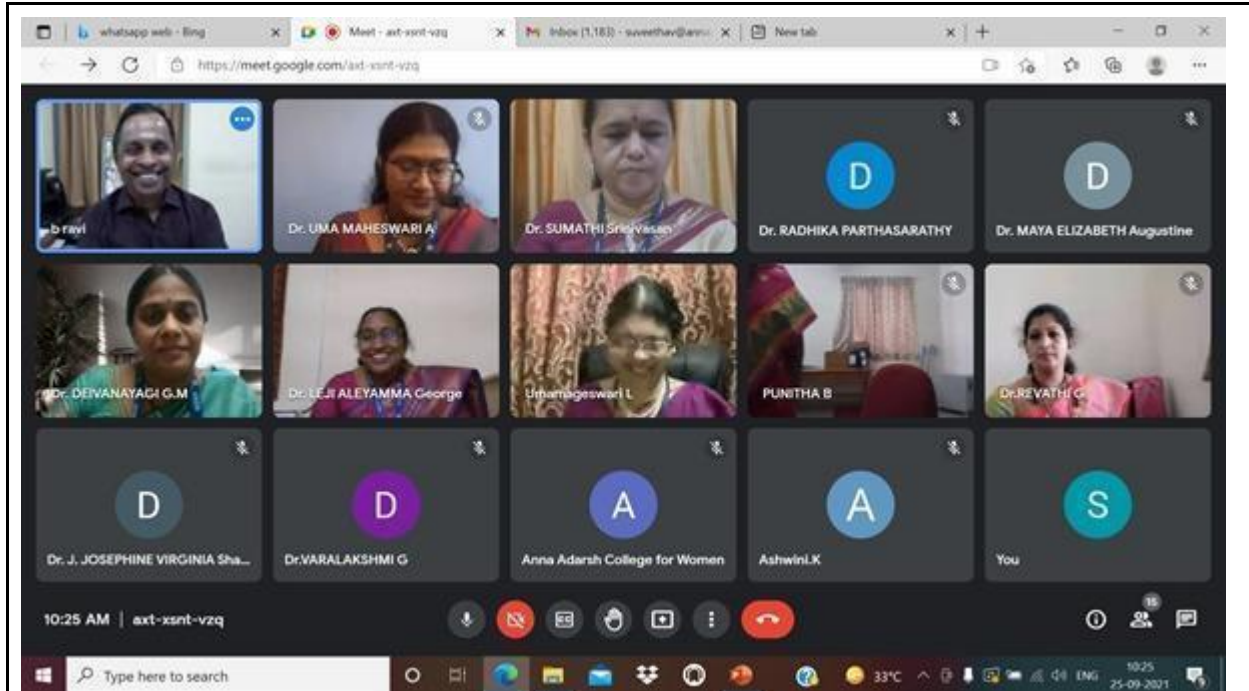 whatsapp web - Bing
Meet - axt-xsnt-vzq
Inbox (1,183) - suveethav@anna
New tab
https://meet.google.com/axt-xsnt-vzq
b ravi
Dr. UMA MAHESWARI A
Dr. SUMATHI Srinivasan
D
Dr. RADHIKA PARTHASARATHY
D
Dr. MAYA ELIZABETH Augustine
Dr. DEIVANAYAGI G.M
Dr. LEJI ALEYAMMA George
Umamageswari L
PUNITHA B
Dr.REVATHI G
D
Dr. J. JOSEPHINE VIRGINIA Sha...
D
Dr.VARALAKSHMI G
A
Anna Adarsh College for Women
A
Ashwini.K
S
You
10:25 AM | axt-xsnt-vzq
CC
15
Type here to search
33°C
ENG
10:25
25-09-2021